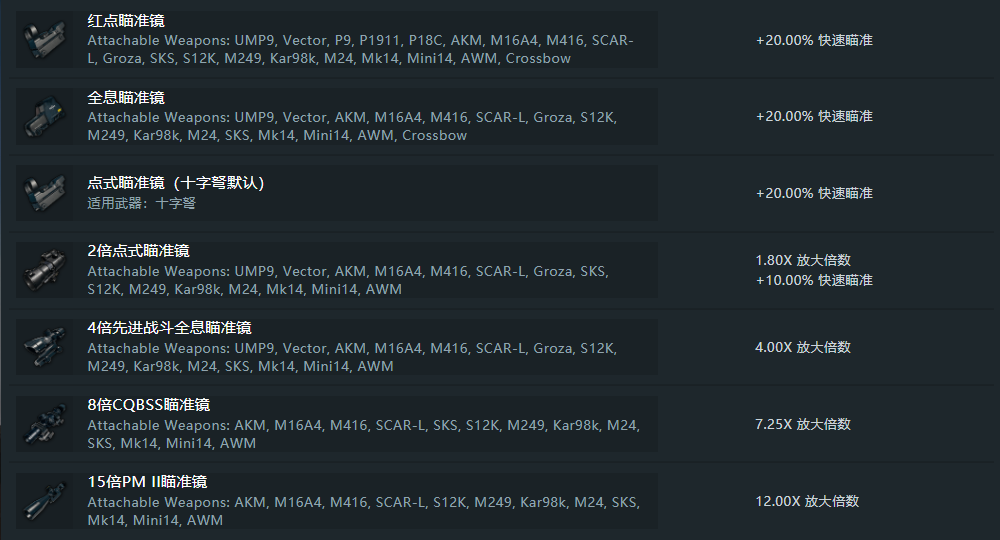 红点瞄准镜
Attachable Weapons: UMP9, Vector, P9, P1911, P18C, AKM, M16A4, M416, SCAR-
L, Groza, SKS, S12K, M249, Kar98k, M24, Mk14, Mini14, AWM, Crossbow
+20.00% 快速瞄准
全息瞄准镜
Attachable Weapons: UMP9, Vector, AKM, M16A4, M416, SCAR-L, Groza, S12K,
M249, Kar98k, M24, SKS, Mk14, Mini14, AWM, Crossbow
+20.00% 快速瞄准
点式瞄准镜（十字弩默认）
适用武器：十字弩
+20.00% 快速瞄准
2倍点式瞄准镜
Attachable Weapons: UMP9, Vector, AKM, M16A4, M416, SCAR-L, Groza, SKS,
S12K, M249, Kar98k, M24, Mk14, Mini14, AWM
1.80X 放大倍数
+10.00% 快速瞄准
4倍先进战斗全息瞄准镜
Attachable Weapons: UMP9, Vector, AKM, M16A4, M416, SCAR-L, Groza, S12K,
M249, Kar98k, M24, SKS, Mk14, Mini14, AWM
4.00X 放大倍数
8倍CQBSS瞄准镜
Attachable Weapons: AKM, M16A4, M416, SCAR-L, SKS, S12K, M249, Kar98k, M24,
SKS, Mk14, Mini14, AWM
7.25X 放大倍数
15倍PM II瞄准镜
Attachable Weapons: AKM, M16A4, M416, SCAR-L, S12K, M249, Kar98k, M24, SKS,
Mk14, Mini14, AWM
12.00X 放大倍数